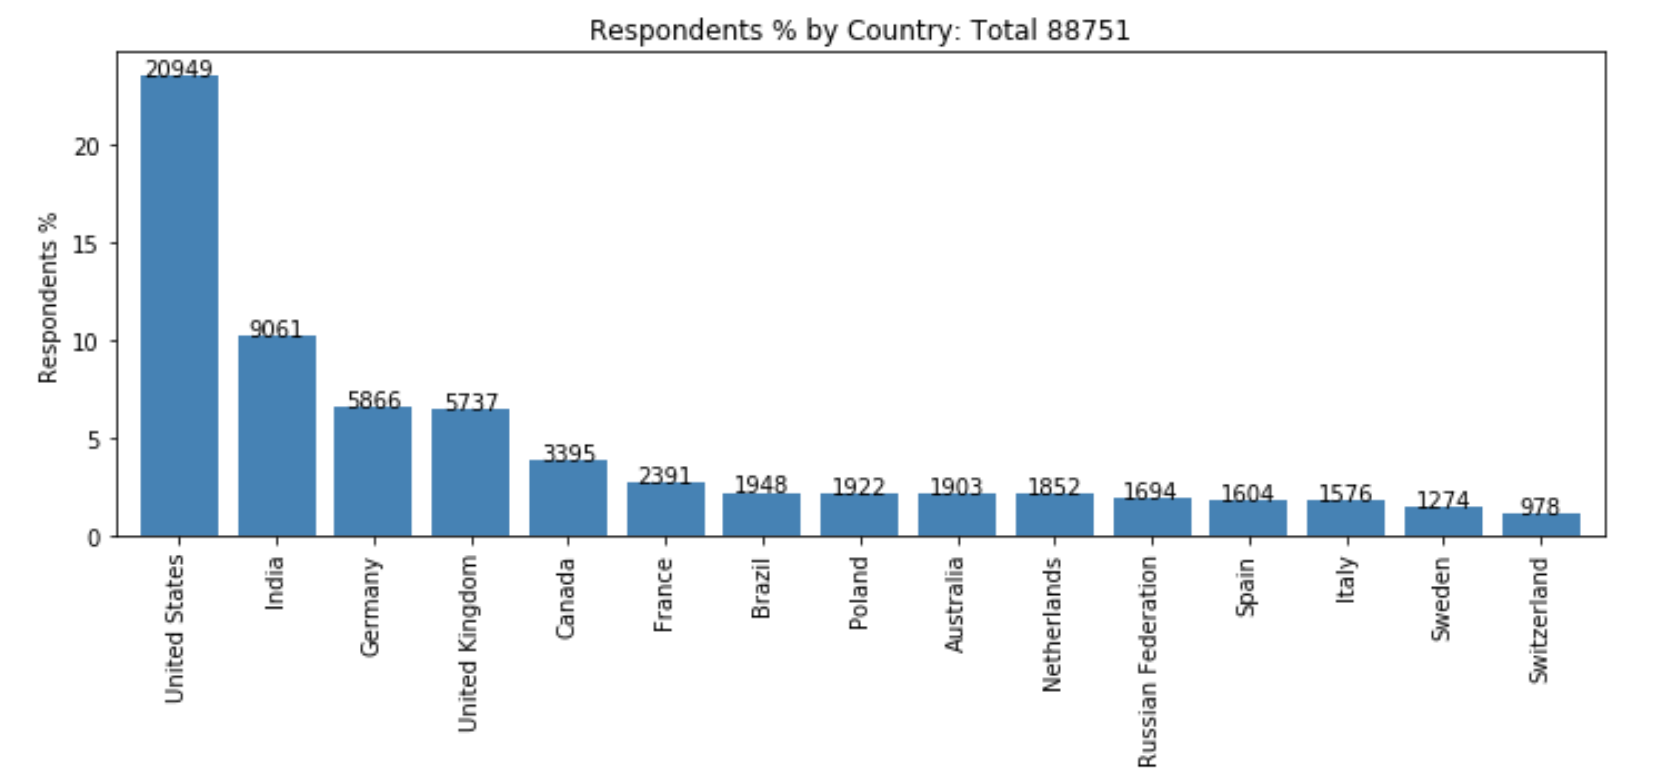 Respondents % by Country: Total 88751
Respondents %
20
15
10
5
0
20949
9061
5866
5737
3395
2391
1948
1922
1903
1852
1694
1604
1576
1274
978
United States
India
Germany
United Kingdom
Canada
France
Brazil
Poland
Australia
Netherlands
Russian Federation
Spain
Italy
Sweden
Switzerland